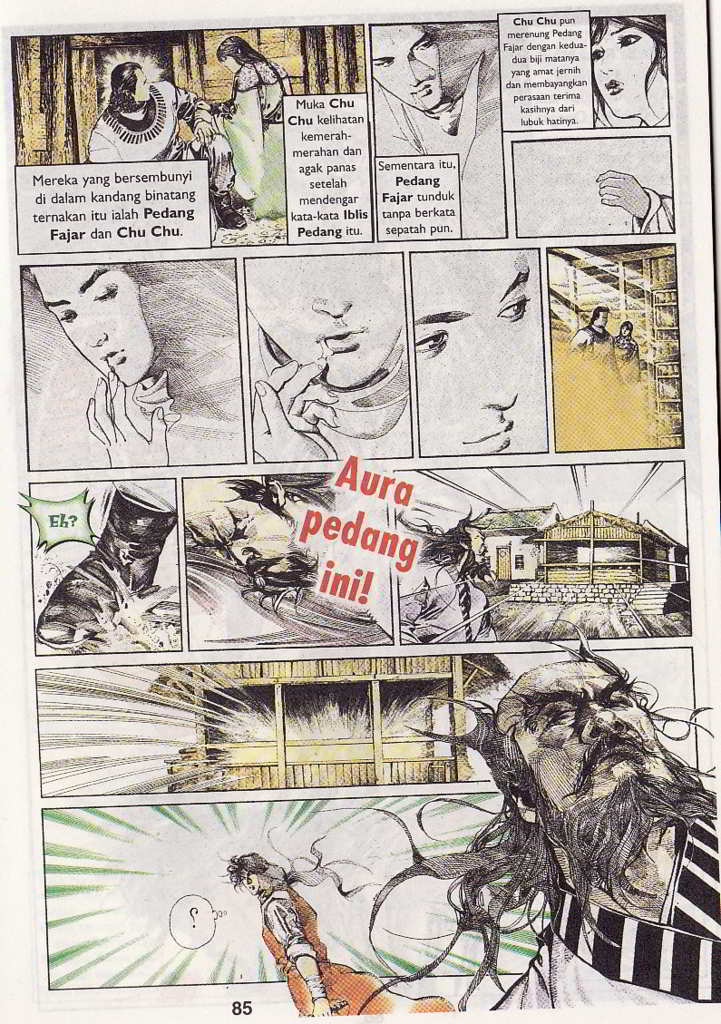 Mereka yang bersembunyi
di dalam kandang binatang
ternakan itu ialah Pedang
Fajar dan Chu Chu.
Muka Chu
Chu kelihatan
kemerah-
merahan dan
agak panas
setelah
mendengar
kata-kata Iblis
Pedang itu.
Sementara itu,
Pedang
Fajar tunduk
tanpa berkata
sepatah pun.
Chu Chu pun
merenung Pedang
Fajar dengan kedua-
dua biji matanya
yang amat jernih
dan membayangkan
perasaan terima
kasihnya dari
lubuk hatinya.
Eh?
Aura
pedang
ini!
?
85